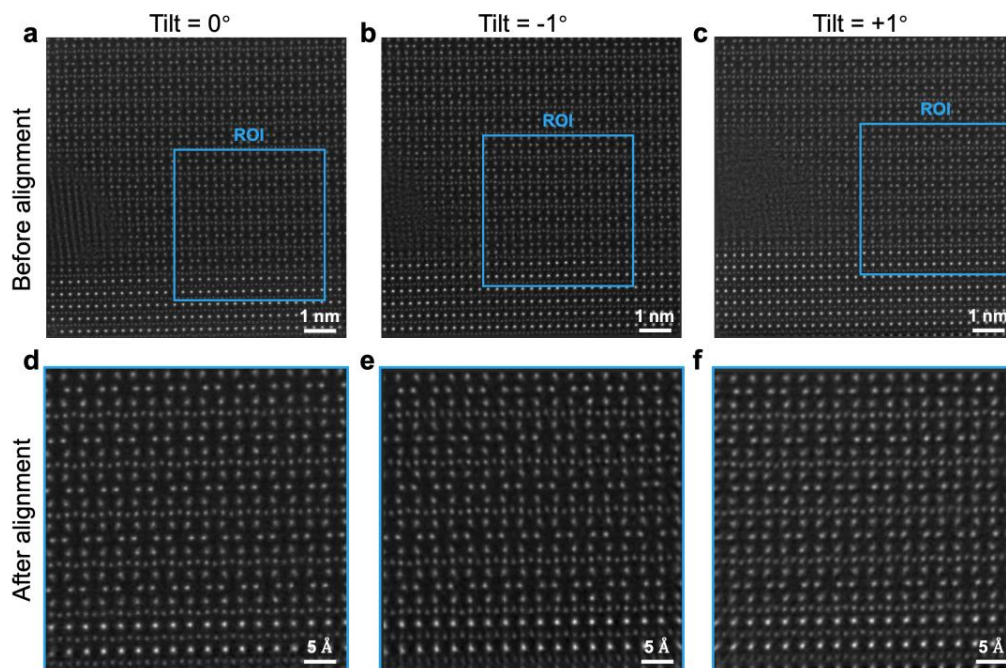 Tilt = 0°
Tilt = -1°
Tilt = +1°
a
b
c
Before alignment
ROI
ROI
ROI
1 nm
1 nm
1 nm
d
e
f
After alignment
5 Å
5 Å
5 Å